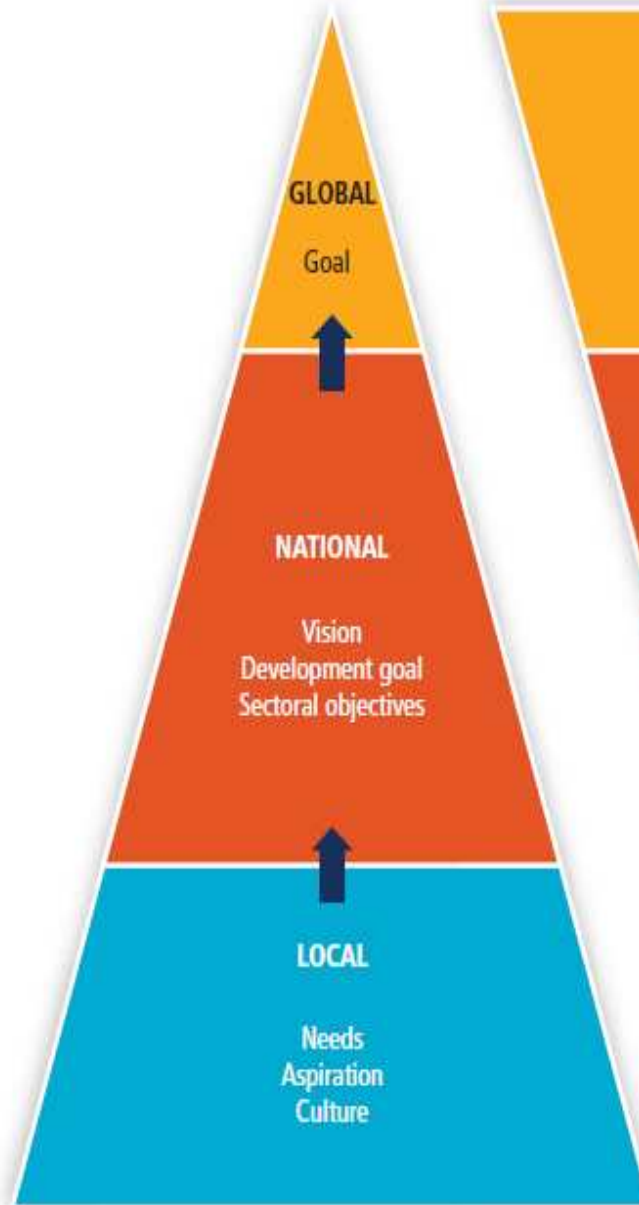 GLOBAL
Goal
NATIONAL
Vision
Development goal
Sectoral objectives
LOCAL
Needs
Aspiration
Culture